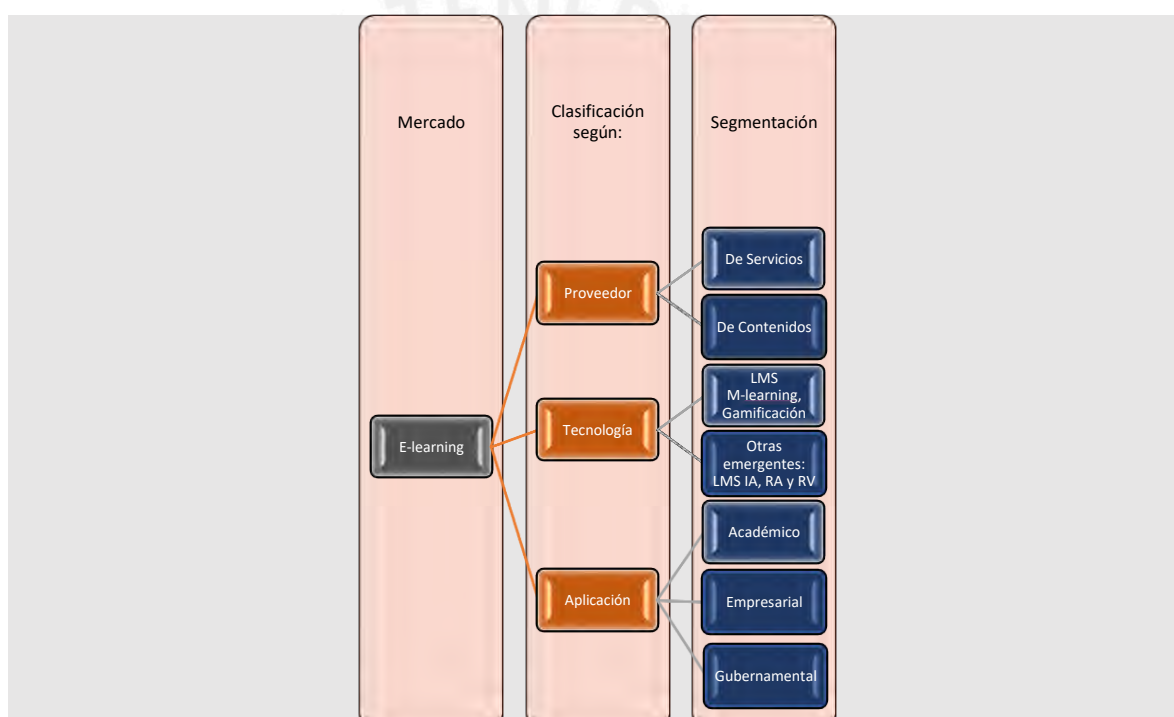 Mercado
Clasificación
según:
Segmentación
E-learning
Proveedor
Tecnología
Aplicación
De Servicios
De Contenidos
LMS
M-learning,
Gamificación
Otras
emergentes:
LMS IA, RA y RV
Académico
Empresarial
Gubernamental